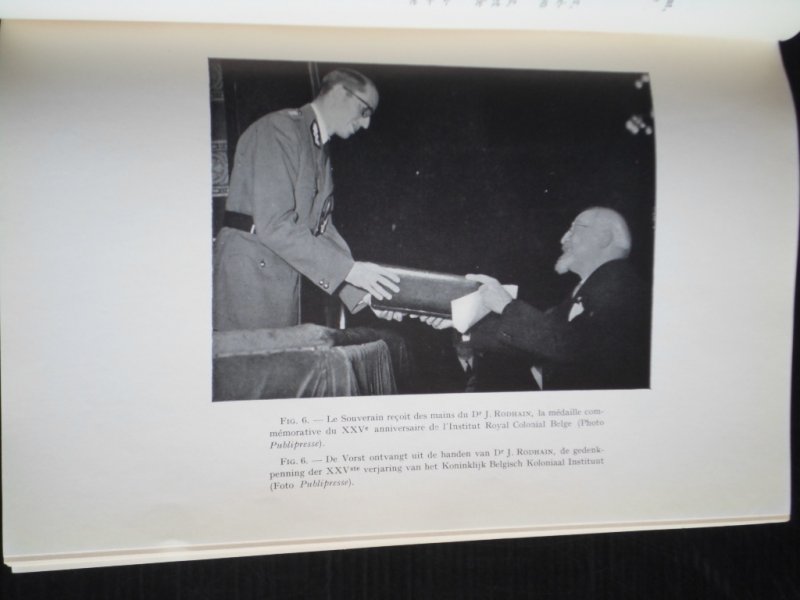 FIG. 6. — Le Souverain reçoit des mains du Dr J. RODHAIN, la médaille com-
mémorative du XXVe anniversaire de l'Institut Royal Colonial Belge (Photo
Publipresse).
FIG. 6. — De Vorst ontvangt uit de handen van Dr J. RODHAIN, de gedenk-
penning der XXVste verjaring van het Koninklijk Belgisch Koloniaal Instituut
(Foto Publipresse).